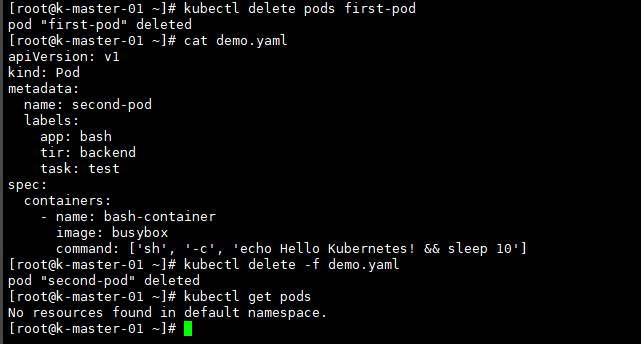 [root@k-master-01 ~]# kubectl delete pods first-pod
pod "first-pod" deleted
[root@k-master-01 ~]# cat demo.yaml
apiVersion: v1
kind: Pod
metadata:
  name: second-pod
  labels:
    app: bash
    tir: backend
    task: test
spec:
  containers:
    - name: bash-container
      image: busybox
      command: ['sh', '-c', 'echo Hello Kubernetes! && sleep 10']
[root@k-master-01 ~]# kubectl delete -f demo.yaml
pod "second-pod" deleted
[root@k-master-01 ~]# kubectl get pods
No resources found in default namespace.
[root@k-master-01 ~]#